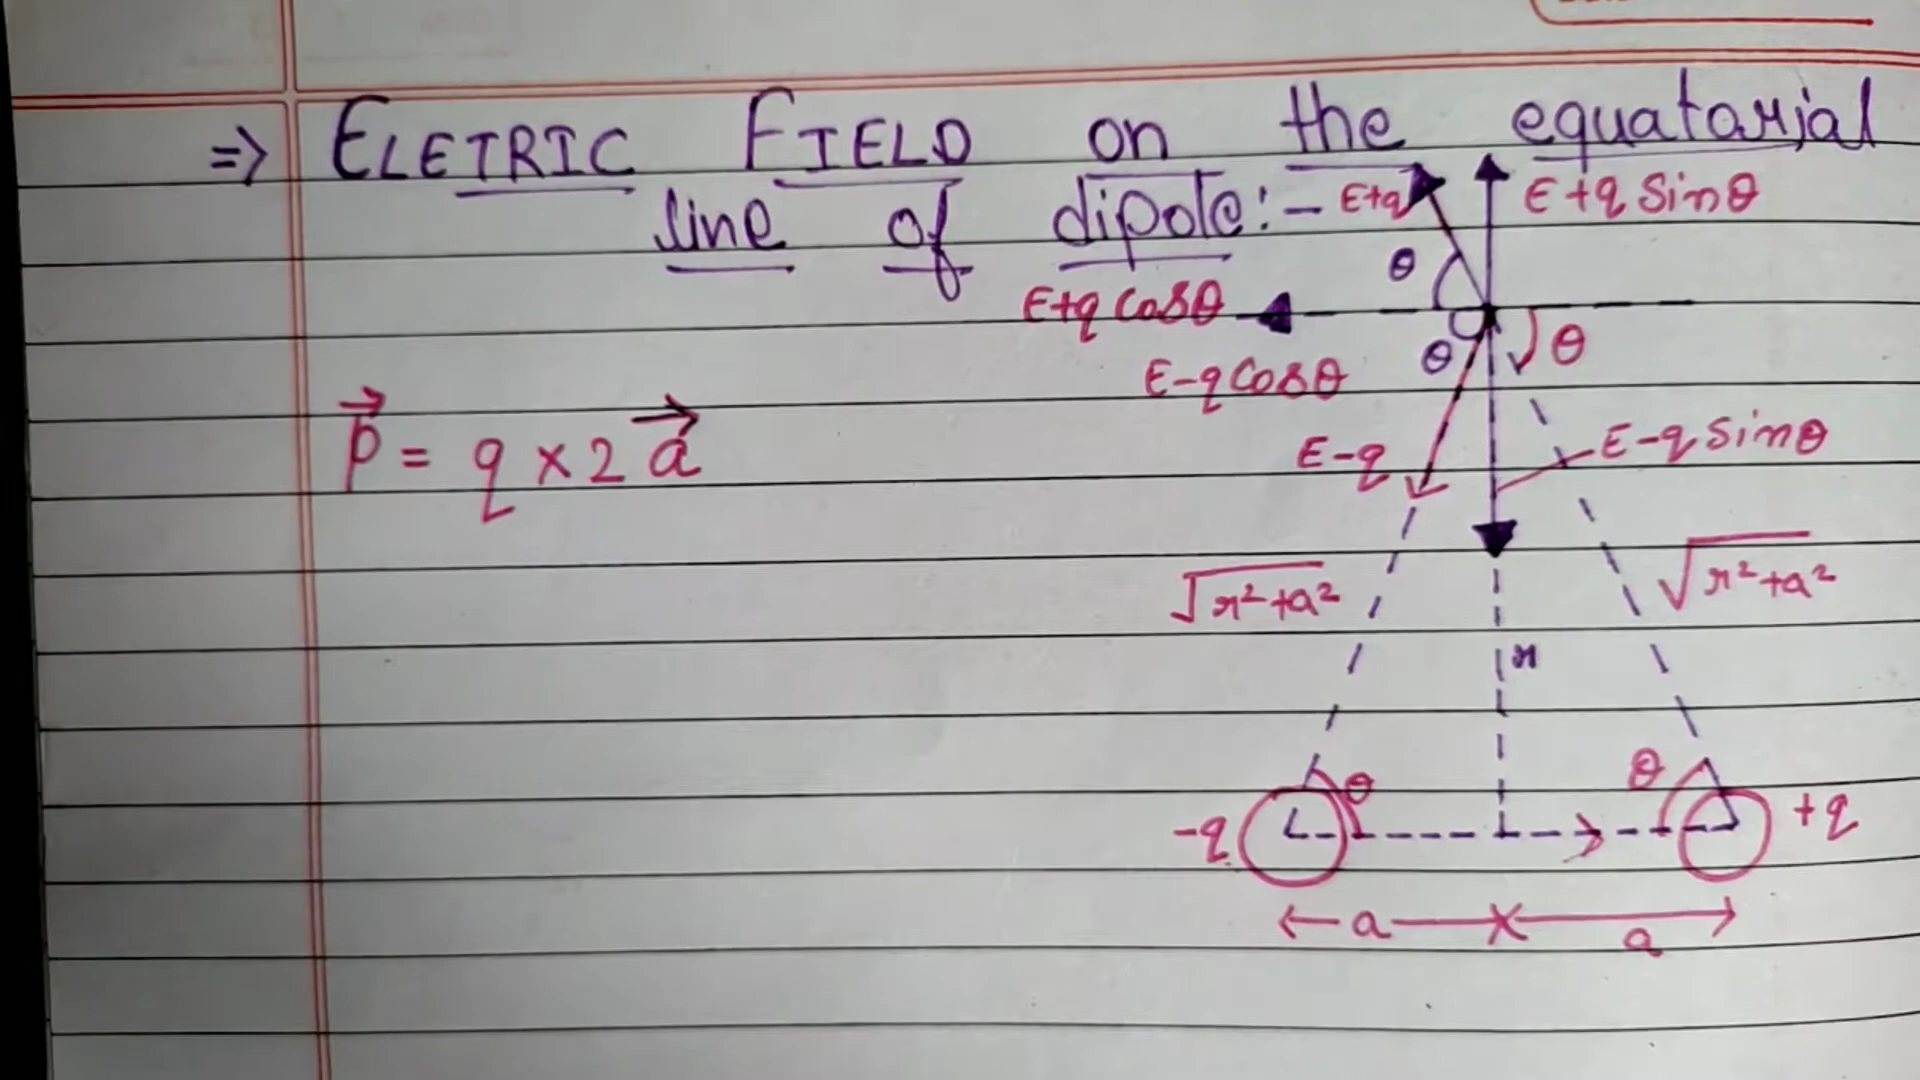 => ELETRIC FIELD on the equatarial
line of dipole:-
E+q
E+q Sinθ
θ
E+q Cosθ
θ
θ
E-q Cosθ
p⃗ = q × 2 a⃗
E-q
E-q sinθ
√r²+a²
√r²+a²
r
θ
θ
-q
+q
a
a